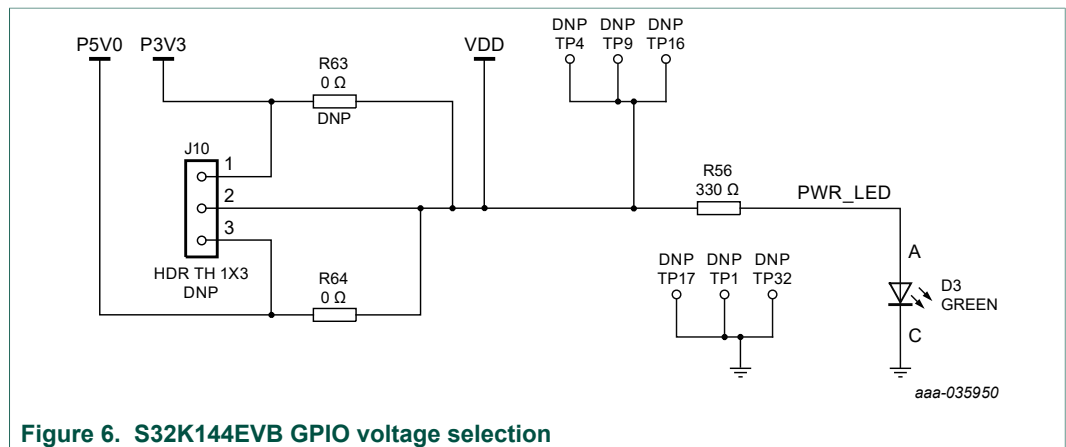 P5V0 P3V3
R63
0 Ω
DNP
VDD
DNP DNP DNP
TP4 TP9 TP16
J10
1
2
3
HDR TH 1X3
DNP
R64
0 Ω
R56
330 Ω
PWR_LED
DNP DNP DNP
TP17 TP1 TP32
A
D3
GREEN
C
aaa-035950
Figure 6. S32K144EVB GPIO voltage selection